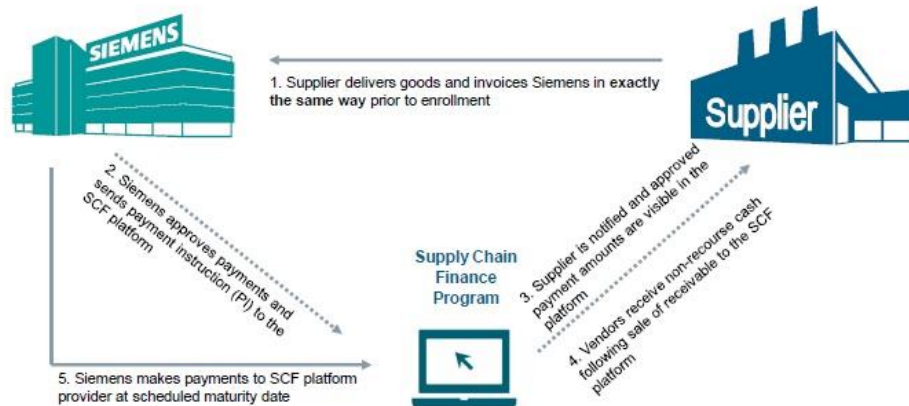 SIEMENS
1. Supplier delivers goods and invoices Siemens in exactly
the same way prior to enrollment
Supplier
2. Siemens approves payments and
sends payment instruction (PI) to the
SCF platform
Supply Chain
Finance
Program
3. Supplier is notified and approved
payment amounts are visible in the
platform
4. Vendors receive non-recourse cash
following sale of receivable to the SCF
platform
5. Siemens makes payments to SCF platform
provider at scheduled maturity date